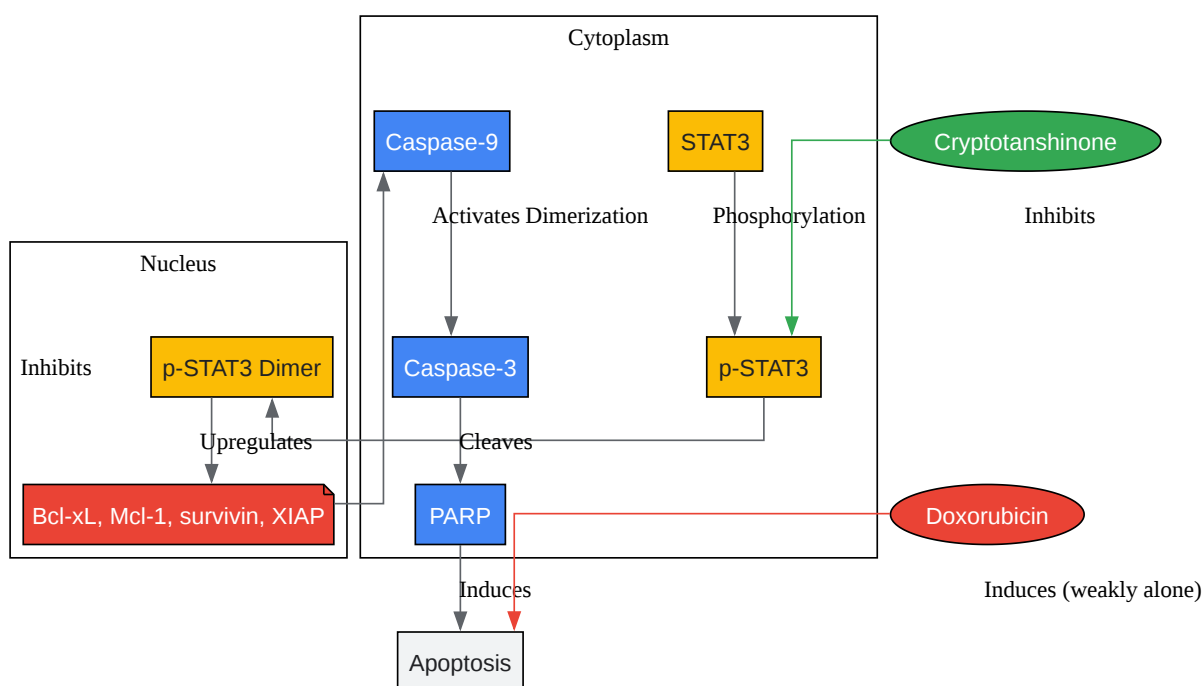 Cytoplasm
Caspase-9
STAT3
Cryptotanshinone
Activates Dimerization
Phosphorylation
Inhibits
Nucleus
Inhibits
p-STAT3 Dimer
Caspase-3
p-STAT3
Upregulates
Cleaves
Bcl-xL, Mcl-1, survivin, XIAP
PARP
Doxorubicin
Induces
Induces (weakly alone)
Apoptosis